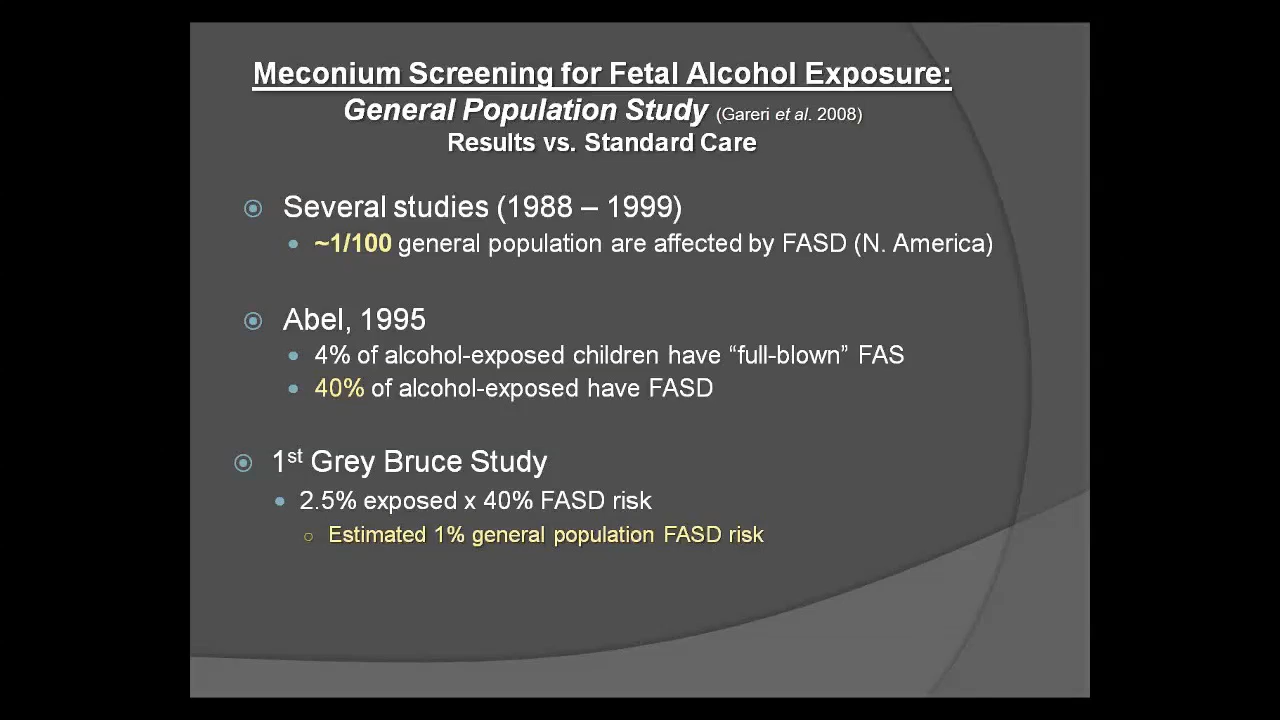 Meconium Screening for Fetal Alcohol Exposure:
General Population Study (Gareri et al. 2008)
Results vs. Standard Care
Several studies (1988 – 1999)
~1/100 general population are affected by FASD (N. America)
Abel, 1995
4% of alcohol-exposed children have “full-blown” FAS
40% of alcohol-exposed have FASD
1st Grey Bruce Study
2.5% exposed x 40% FASD risk
Estimated 1% general population FASD risk